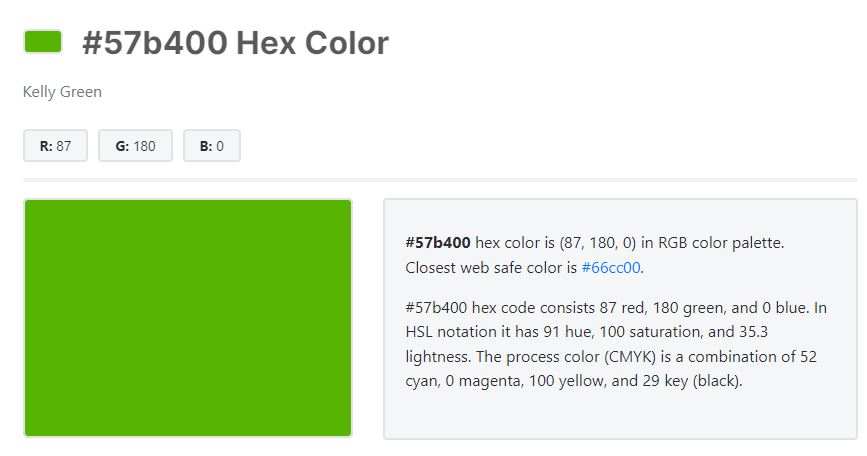 #57b400 Hex Color
Kelly Green
R: 87 G: 180 B: 0
#57b400 hex color is (87, 180, 0) in RGB color palette.
Closest web safe color is #66cc00.
#57b400 hex code consists 87 red, 180 green, and 0 blue. In
HSL notation it has 91 hue, 100 saturation, and 35.3
lightness. The process color (CMYK) is a combination of 52
cyan, 0 magenta, 100 yellow, and 29 key (black).